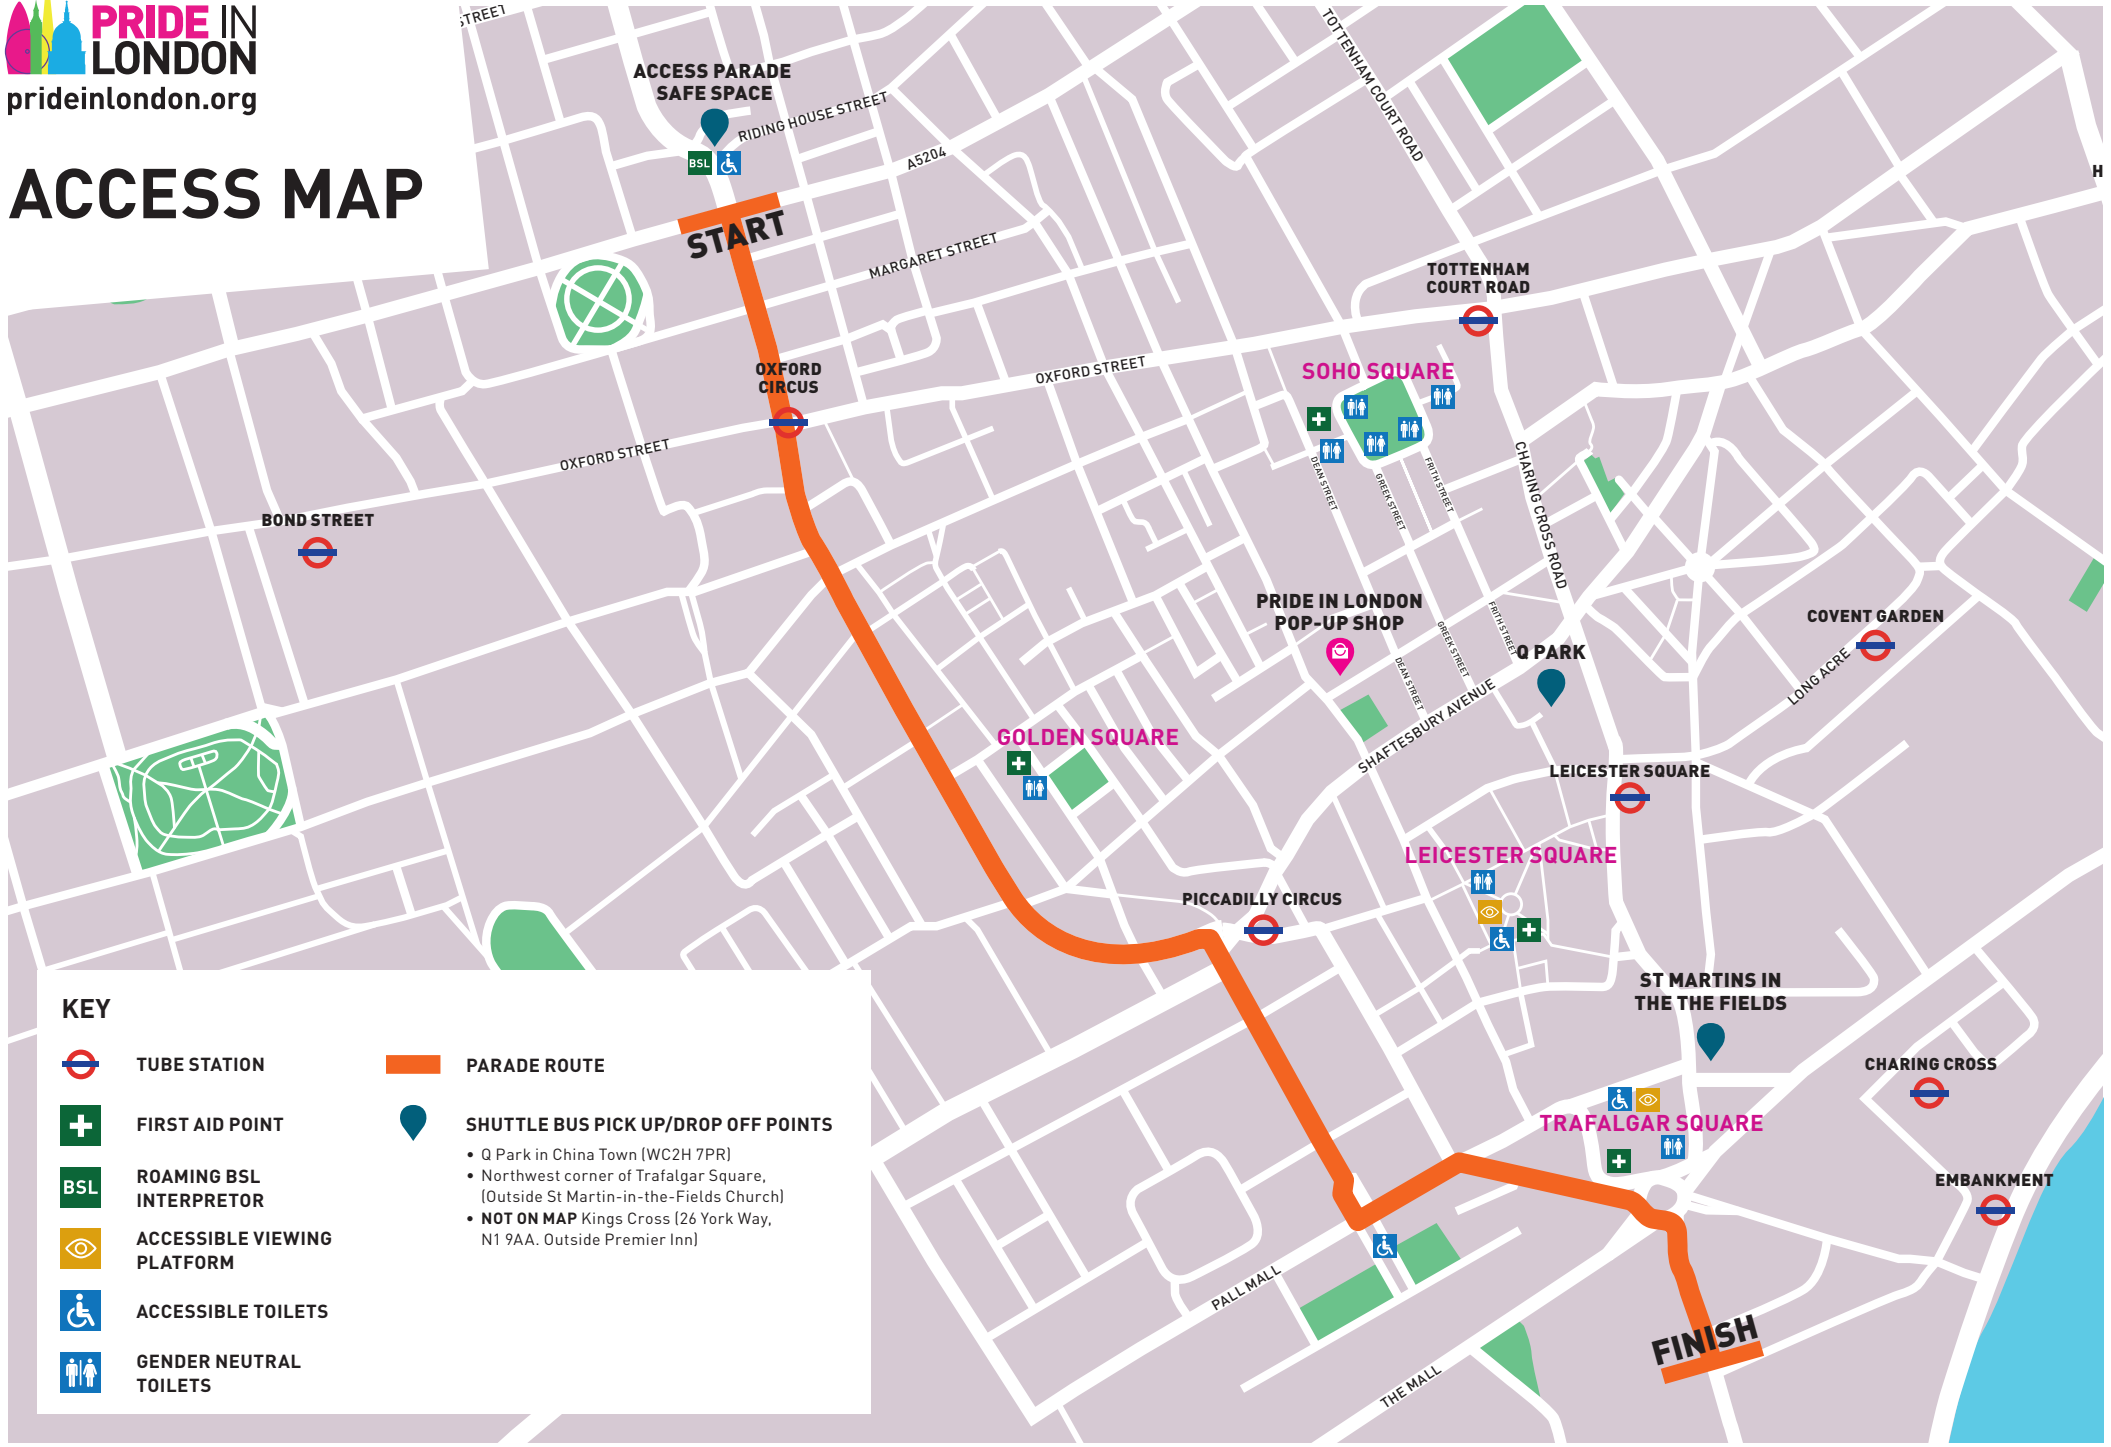 PRIDE IN
LONDON
prideinlondon.org
ACCESS MAP
STREET
ACCESS PARADE
SAFE SPACE
RIDING HOUSE STREET
BSL
A5204
START
MARGARET STREET
TOTTENHAM COURT ROAD
H
TOTTENHAM
COURT ROAD
OXFORD
CIRCUS
OXFORD STREET
OXFORD STREET
SOHO SQUARE
DEAN STREET
GREEK STREET
FRITH STREET
CHARING CROSS ROAD
BOND STREET
PRIDE IN LONDON
POP-UP SHOP
DEAN STREET
GREEK STREET
FRITH STREET
Q PARK
COVENT GARDEN
LONG ACRE
SHAFTESBURY AVENUE
GOLDEN SQUARE
LEICESTER SQUARE
LEICESTER SQUARE
PICCADILLY CIRCUS
ST MARTINS IN
THE THE FIELDS
CHARING CROSS
TRAFALGAR SQUARE
EMBANKMENT
PALL MALL
THE MALL
FINISH
KEY
TUBE STATION
FIRST AID POINT
BSL
ROAMING BSL
INTERPRETOR
ACCESSIBLE VIEWING
PLATFORM
ACCESSIBLE TOILETS
GENDER NEUTRAL
TOILETS
PARADE ROUTE
SHUTTLE BUS PICK UP/DROP OFF POINTS
• Q Park in China Town (WC2H 7PR)
• Northwest corner of Trafalgar Square,
(Outside St Martin-in-the-Fields Church)
• NOT ON MAP Kings Cross (26 York Way,
N1 9AA. Outside Premier Inn)